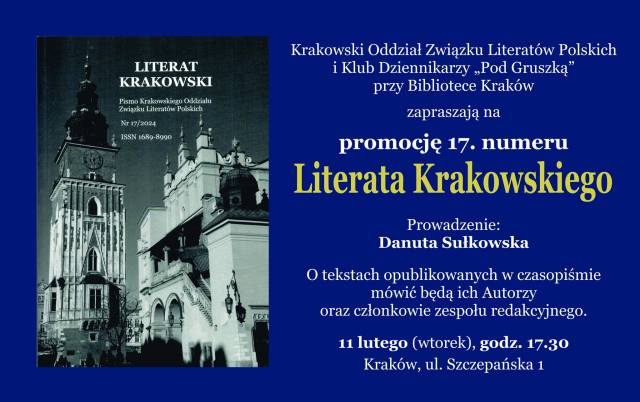 LITERAT
KRAKOWSKI
Pismo Krakowskiego Oddziału
Związku Literatów Polskich
Nr 17/2024
ISSN 1689-8990
Krakowski Oddział Związku Literatów Polskich
i Klub Dziennikarzy „Pod Gruszką”
przy Bibliotece Kraków
zapraszają na
promocję 17. numeru
Literata Krakowskiego
Prowadzenie:
Danuta Sułkowska
O tekstach opublikowanych w czasopiśmie
mówić będą ich Autorzy
oraz członkowie zespołu redakcyjnego.
11 lutego (wtorek), godz. 17.30
Kraków, ul. Szczepańska 1